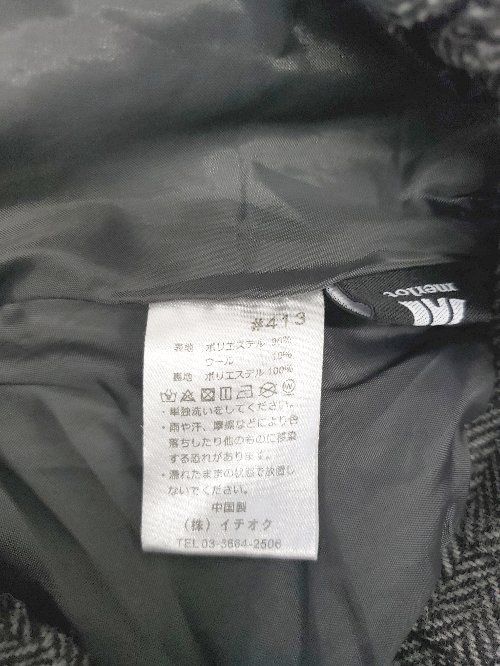 #413
表地 ポリエステル 90%
ウール 10%
裏地 ポリエステル 100%
・単独洗いをしてください。
・雨や汗、摩擦などにより色
落ちしたり他のものに移染
する恐れがあります。
・濡れたままの状態で放置し
ないでください。
中国製
(株) イチオク
TEL 03-3664-2506
menot